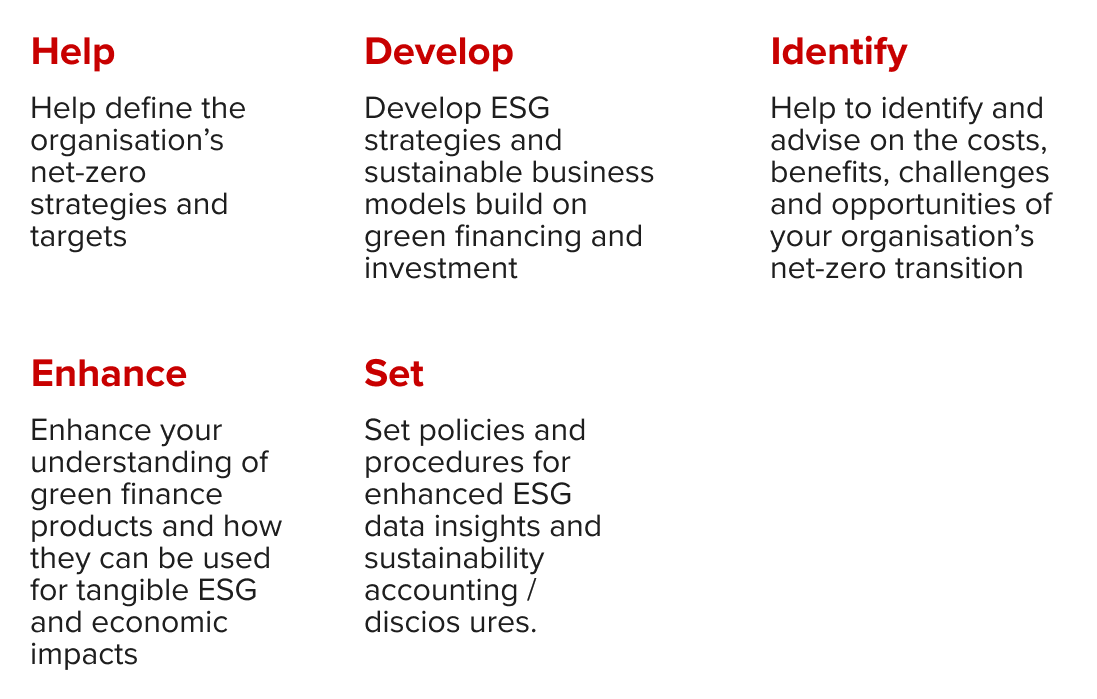 Help
Help define the
organisation’s
net-zero
strategies and
targets
Develop
Develop ESG
strategies and
sustainable business
models build on
green financing and
investment
Identify
Help to identify and
advise on the costs,
benefits, challenges
and opportunities of
your organisation’s
net-zero transition
Enhance
Enhance your
understanding of
green finance
products and how
they can be used
for tangible ESG
and economic
impacts
Set
Set policies and
procedures for
enhanced ESG
data insights and
sustainability
accounting /
discios ures.